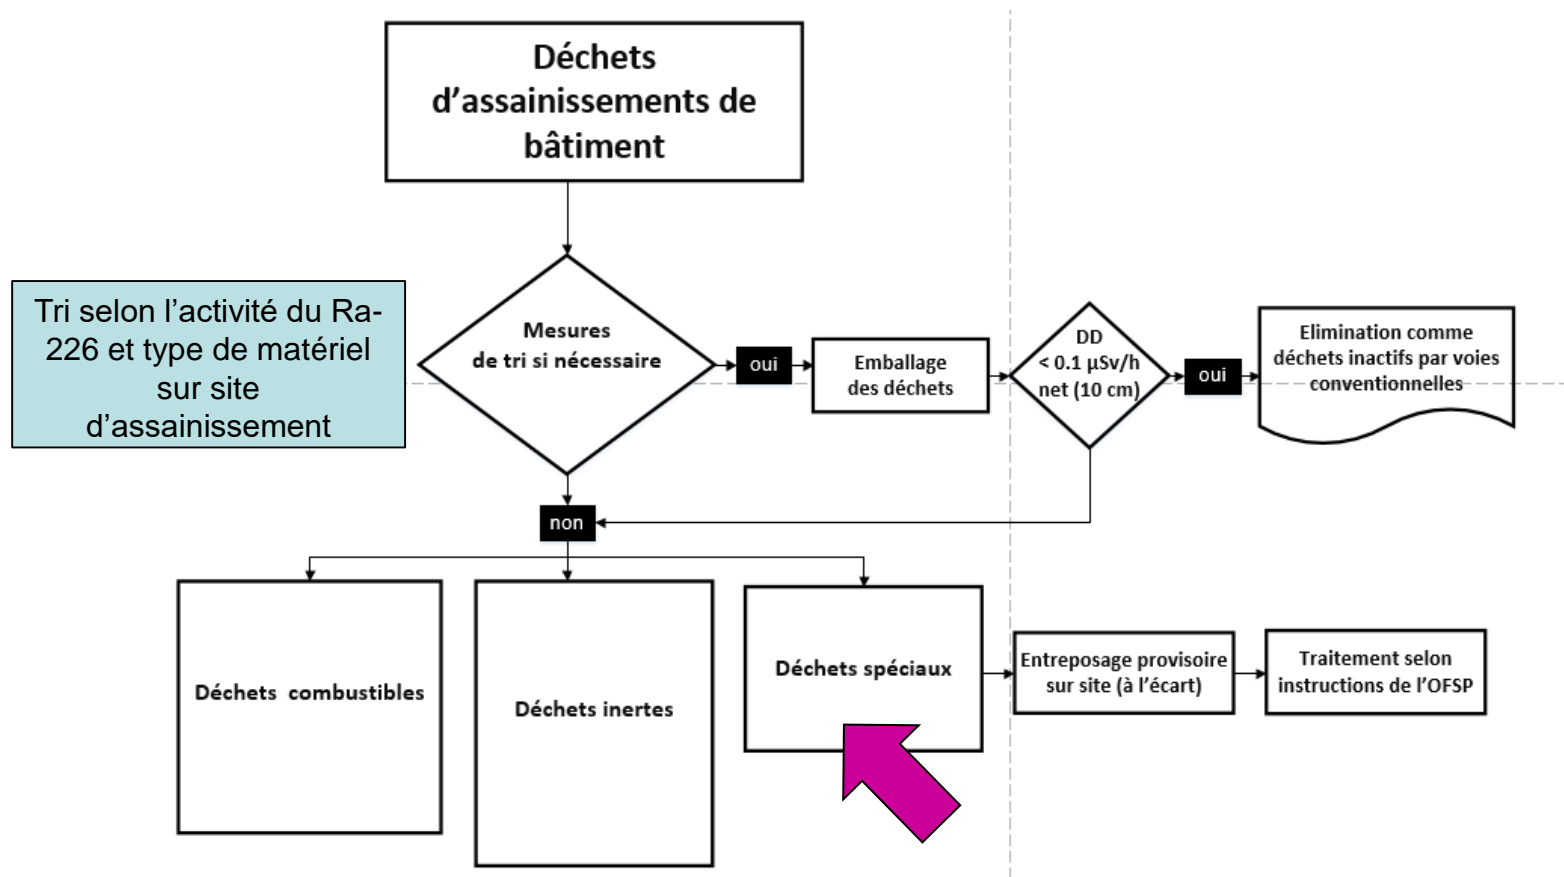 Déchets
d’assainissements de
bâtiment
Tri selon l’activité du Ra-
226 et type de matériel
sur site
d’assainissement
Mesures
de tri si nécessaire
oui
Emballage
des déchets
DD
< 0.1 µSv/h
net (10 cm)
oui
Elimination comme
déchets inactifs par voies
conventionnelles
non
Déchets combustibles
Déchets inertes
Déchets spéciaux
Entreposage provisoire
sur site (à l’écart)
Traitement selon
instructions de l’OFSP